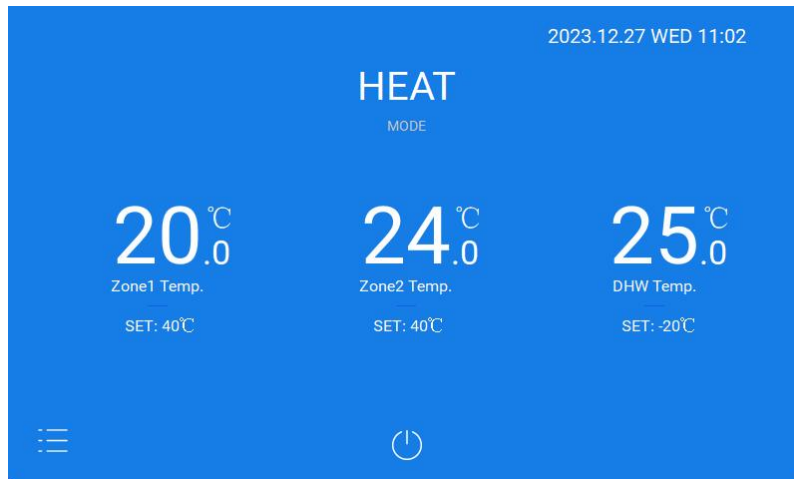 2023.12.27 WED 11:02
HEAT
MODE
20.0℃ 24.0℃ 25.0℃
Zone1 Temp. Zone2 Temp. DHW Temp.
SET: 40℃ SET: 40℃ SET: -20℃